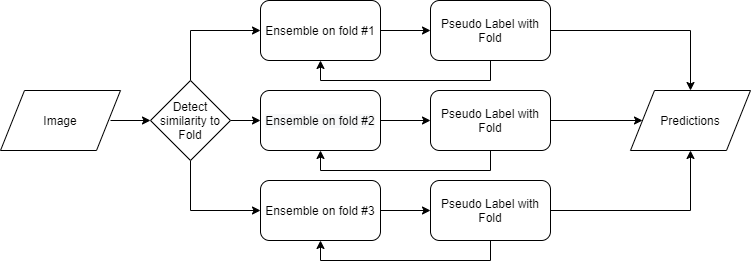 Image
Detect
similarity to
Fold
Ensemble on fold #1
Pseudo Label with
Fold
Ensemble on fold #2
Pseudo Label with
Fold
Ensemble on fold #3
Pseudo Label with
Fold
Predictions